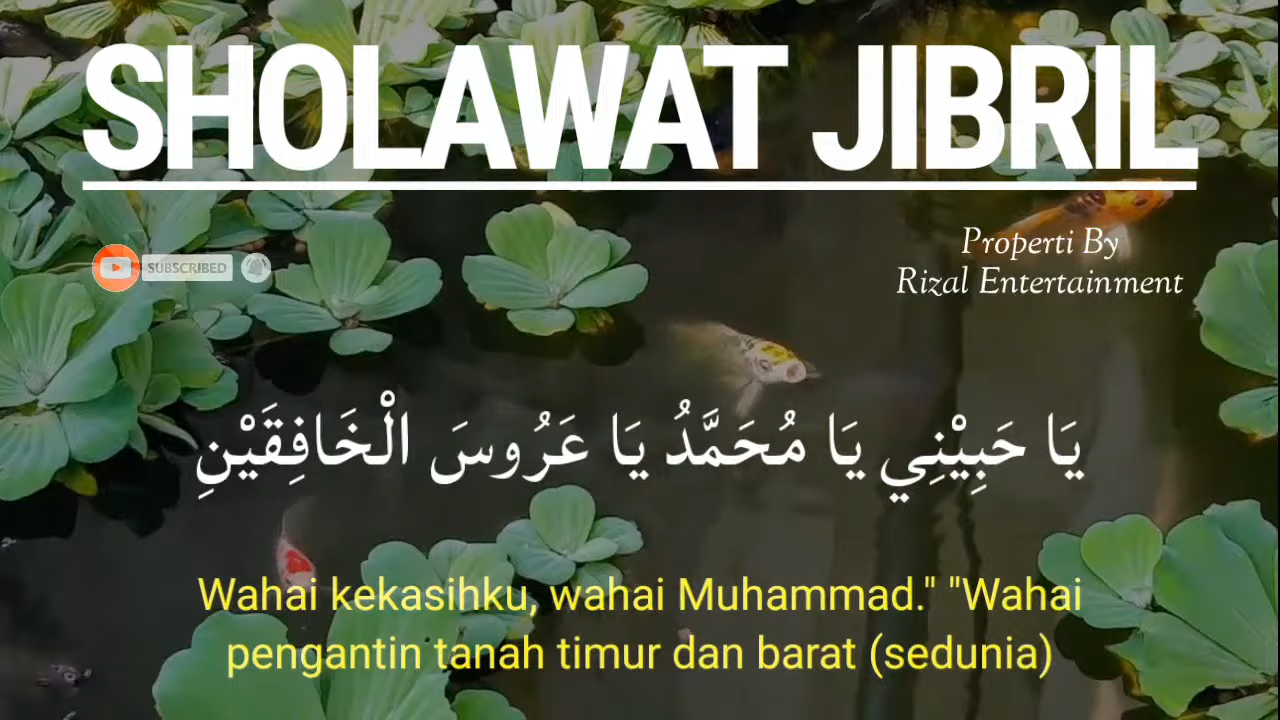 SHOLAWAT JIBRIL
Properti By
Rizal Entertainment
SUBSCRIBED
يَا حَبِيْنِي يَا مُحَمَّدُ يَا عَرُوسَ الْخَافِقَيْنِ
Wahai kekasihku, wahai Muhammad." "Wahai
pengantin tanah timur dan barat (sedunia)